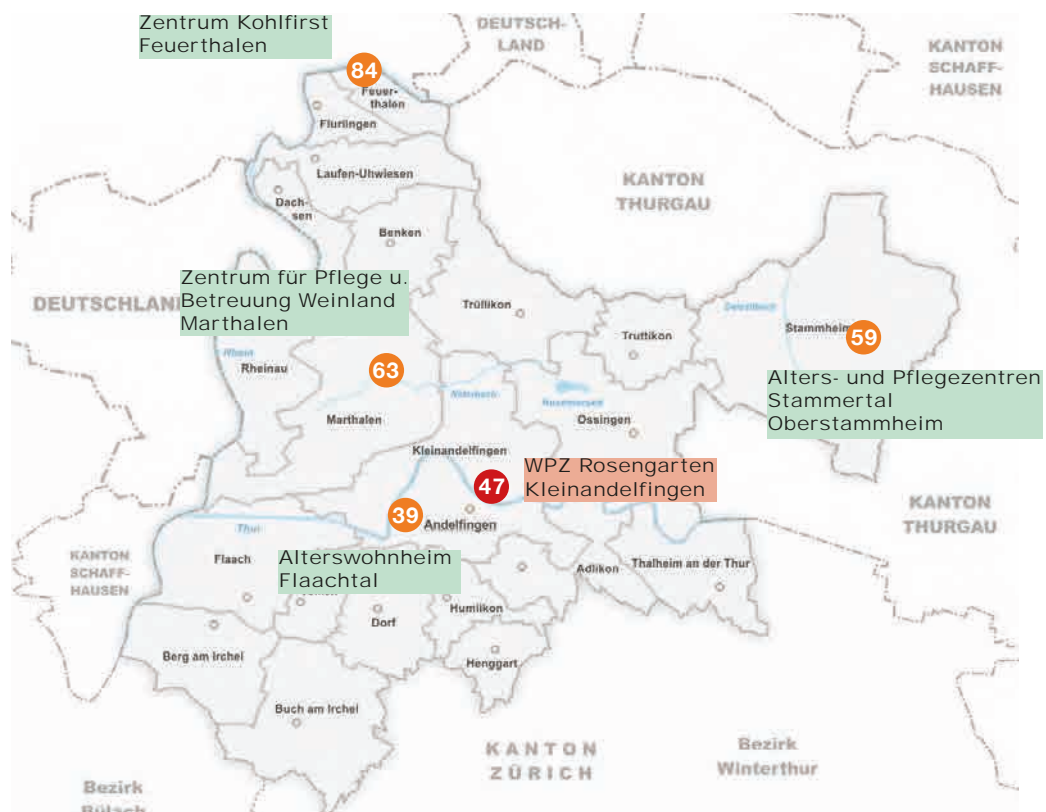 Zentrum Kohlfirst
Feuerthalen
DEUTSCH-
LAND
KANTON
SCHAFF-
HAUSEN
84
Feuer-
thalen
Flurlingen
Laufen-Uhwiesen
KANTON
THURGAU
Dach-
sen
Benken
Zentrum für Pflege u.
Betreuung Weinland
Marthalen
DEUTSCHLAND
Trüllikon
Truttikon
Stammheim
59
Rhein
Rheinau
63
Alters- und Pflegezentren
Stammertal
Oberstammheim
Marthalen
Ossingen
Kleinandelfingen
WPZ Rosengarten
Kleinandelfingen
47
39
Andelfingen
KANTON
THURGAU
Thur
Flaach
Alterswohnheim
Flaachtal
KANTON
SCHAFF-
HAUSEN
Adlikon
Thalheim an der Thur
Humlikon
Dorf
Berg am Irchel
Henggart
Buch am Irchel
KANTON
ZÜRICH
Bezirk
Winterthur
Bezirk
Bülach